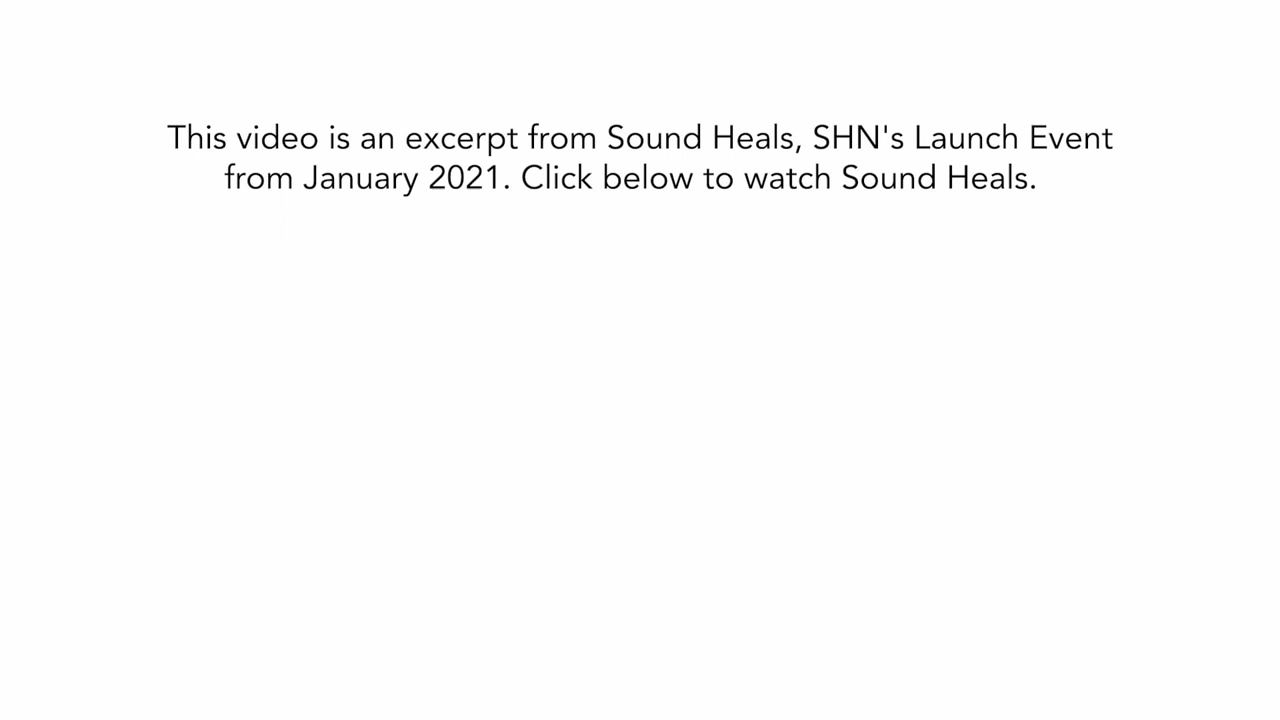 This video is an excerpt from Sound Heals, SHN's Launch Event
from January 2021. Click below to watch Sound Heals.